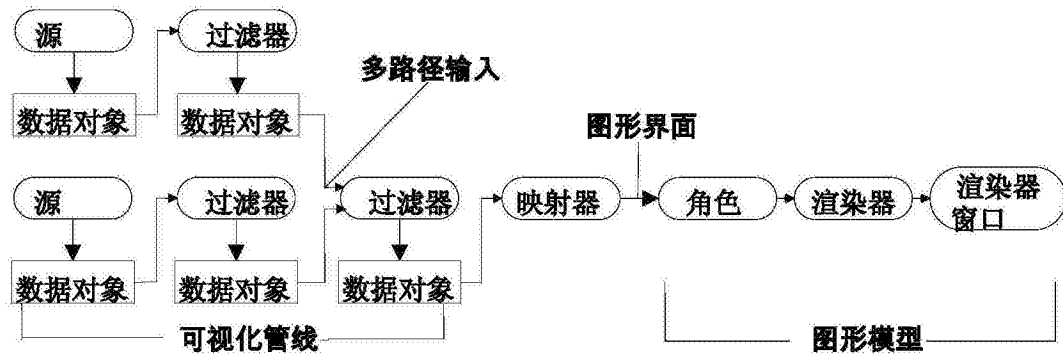 源
过滤器
多路径输入
数据对象
数据对象
图形界面
源
过滤器
过滤器
映射器
角色
渲染器
渲染器
窗口
数据对象
数据对象
数据对象
可视化管线
图形模型